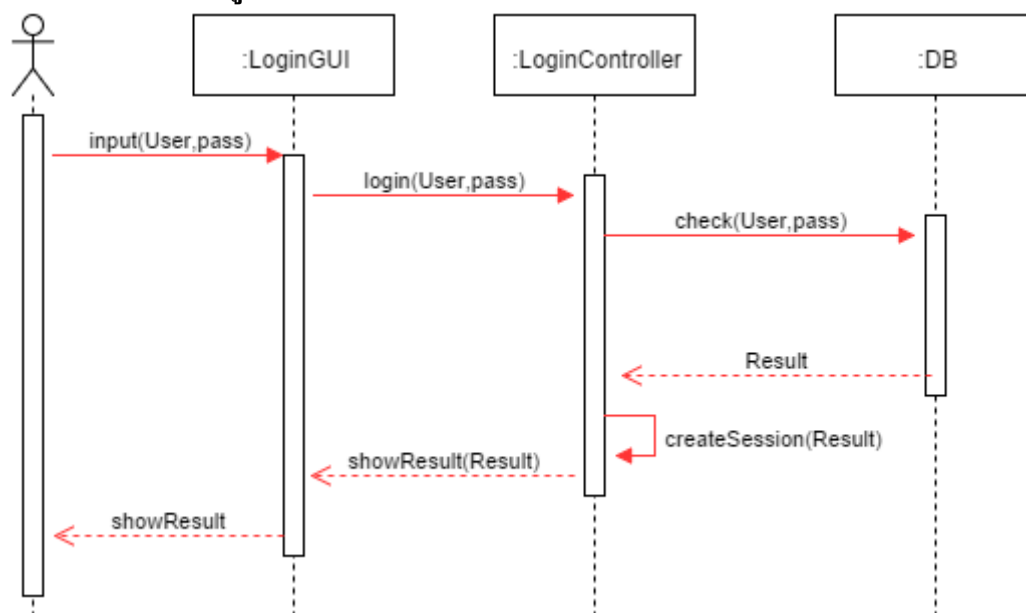 :LoginGUI
:LoginController
:DB
input(User,pass)
login(User,pass)
check(User,pass)
Result
createSession(Result)
showResult(Result)
showResult